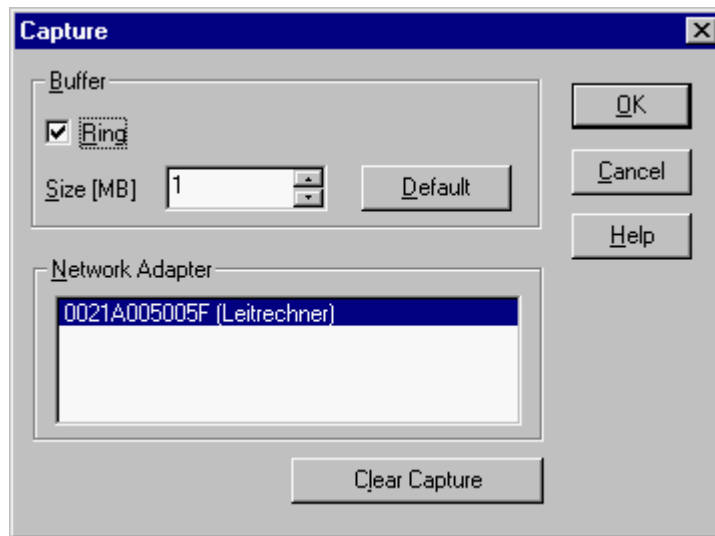 Capture
Buffer
Ring
Size [MB] 1 Default
OK
Cancel
Help
Network Adapter
0021A005005F (Leitrechner)
Clear Capture